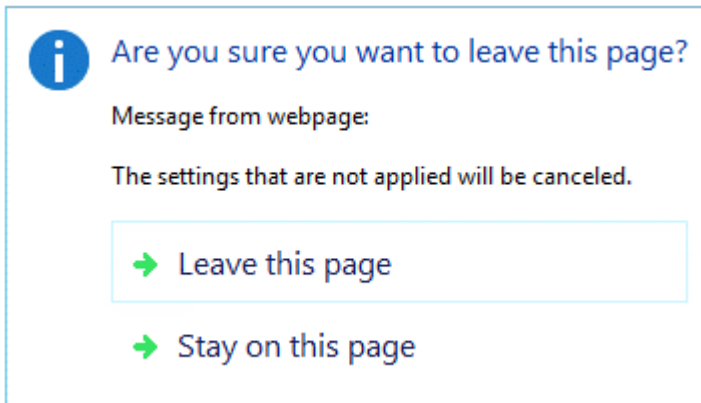 Are you sure you want to leave this page?
Message from webpage:
The settings that are not applied will be canceled.
Leave this page
Stay on this page